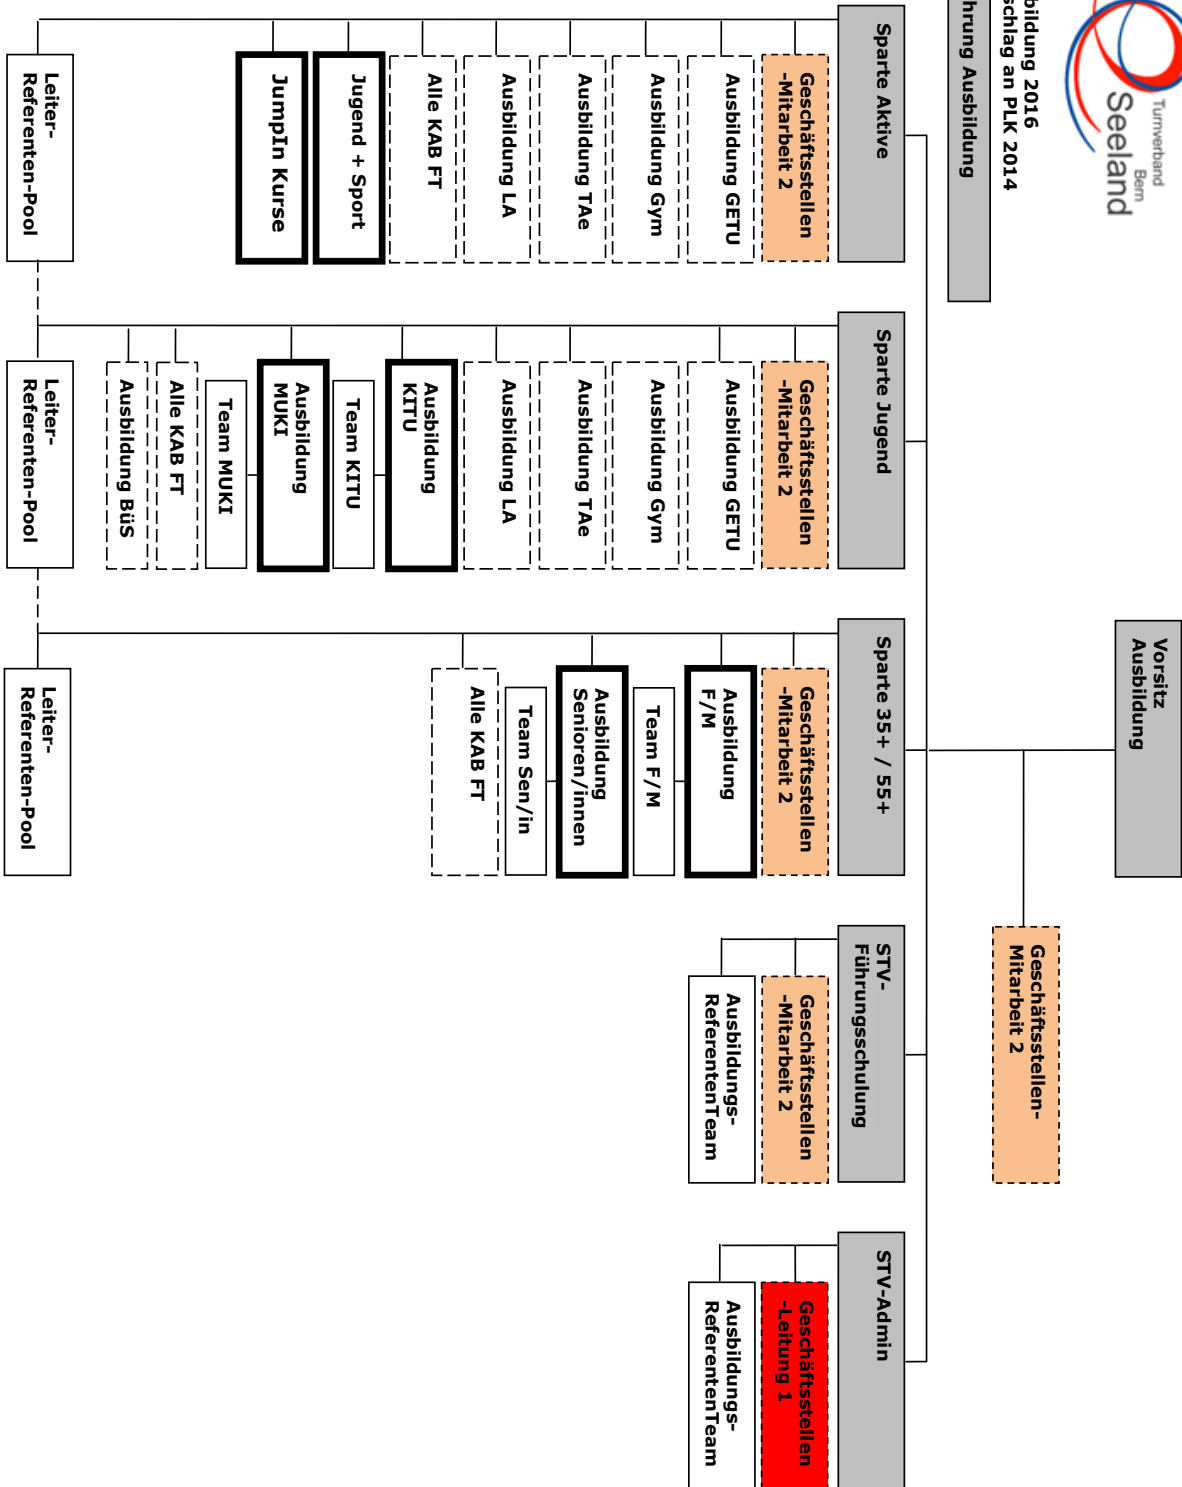 Turnverband
Bern
Seeland
bildung 2016
schlag an PLK 2014
hrung Ausbildung
Vorsitz
Ausbildung
Geschäftsstellen-
Mitarbeit 2
Sparte Aktive
Geschäftsstellen
-Mitarbeit 2
Ausbildung GETU
Ausbildung Gym
Ausbildung TAe
Ausbildung LA
Alle KAB FT
Jugend + Sport
JumpIn Kurse
Leiter-
Referenten-Pool
Sparte Jugend
Geschäftsstellen
-Mitarbeit 2
Ausbildung GETU
Ausbildung Gym
Ausbildung TAe
Ausbildung LA
Ausbildung
KITU
Team KITU
Ausbildung
MUKI
Team MUKI
Alle KAB FT
Ausbildung BüS
Leiter-
Referenten-Pool
Sparte 35+ / 55+
Geschäftsstellen
-Mitarbeit 2
Ausbildung
F/M
Team F/M
Ausbildung
Senioren/innen
Team Sen/in
Alle KAB FT
Leiter-
Referenten-Pool
STV-
Führungsschulung
Geschäftsstellen
-Mitarbeit 2
Ausbildungs-
ReferentenTeam
STV-Admin
Geschäftsstellen
-Leitung 1
Ausbildungs-
ReferentenTeam